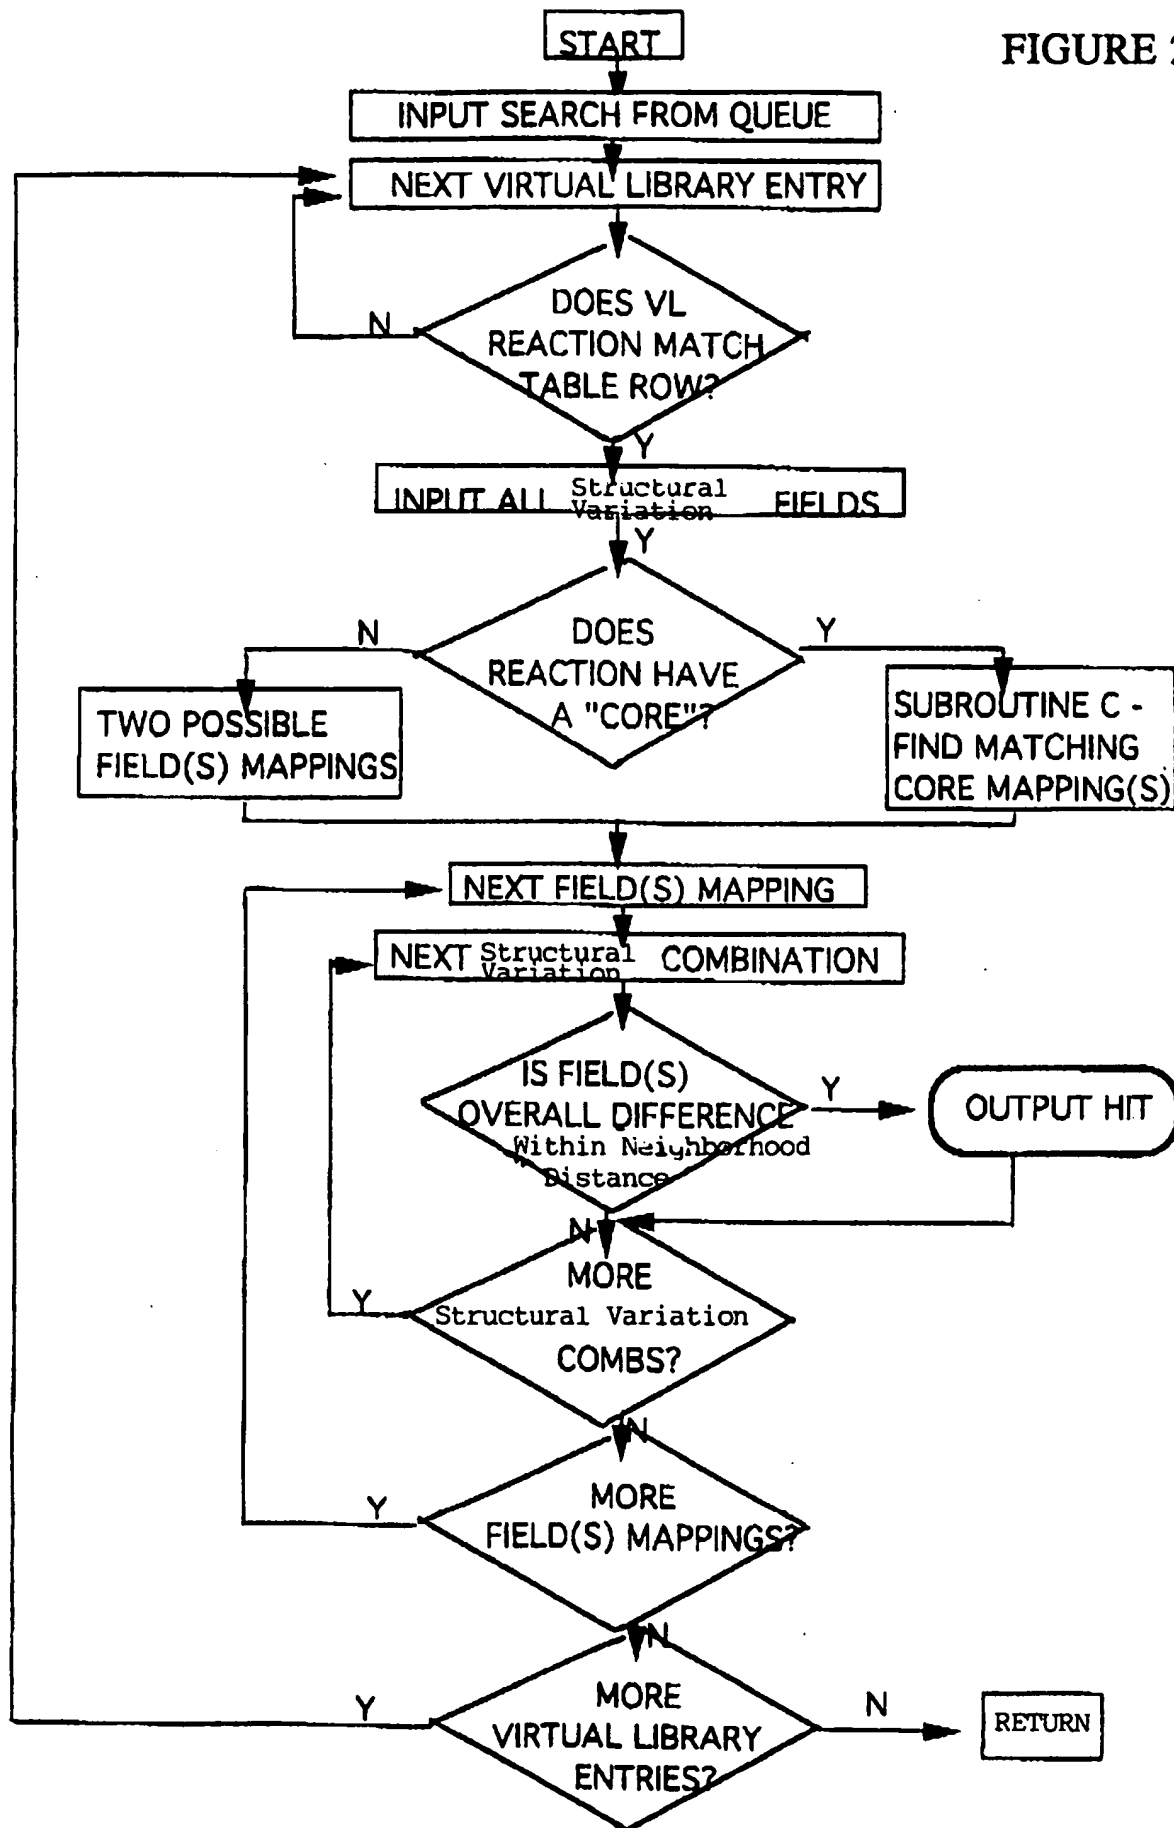 START
FIGURE 2
INPUT SEARCH FROM QUEUE
NEXT VIRTUAL LIBRARY ENTRY
DOES VL
REACTION MATCH
TABLE ROW?
N
Y
INPUT ALL Structural Variation FIELDS
Y
DOES
REACTION HAVE
A "CORE"?
N
Y
TWO POSSIBLE
FIELD(S) MAPPINGS
SUBROUTINE C -
FIND MATCHING
CORE MAPPING(S)
NEXT FIELD(S) MAPPING
NEXT Structural Variation COMBINATION
IS FIELD(S)
OVERALL DIFFERENCE
Within Neighborhood
Distance
Y
OUTPUT HIT
N
MORE
Structural Variation
COMBS?
Y
N
MORE
FIELD(S) MAPPINGS?
Y
N
MORE
VIRTUAL LIBRARY
ENTRIES?
Y
N
RETURN